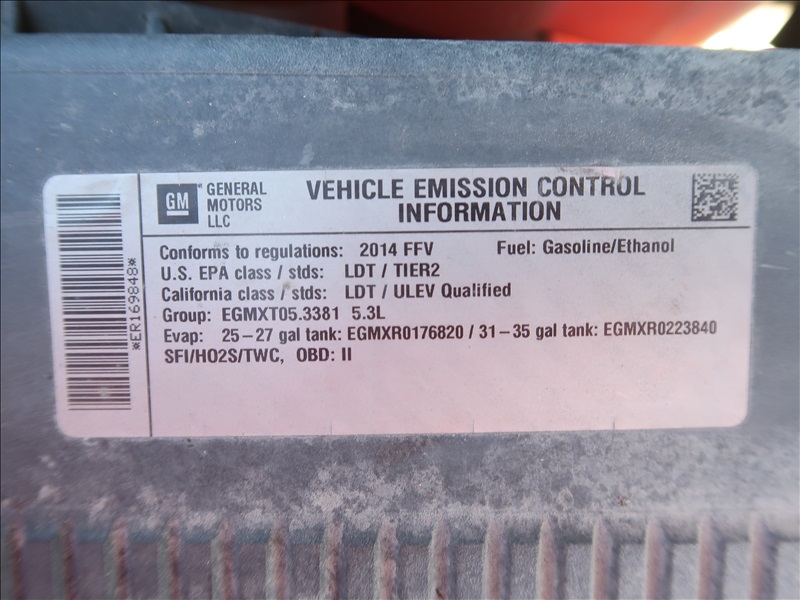 GM
GENERAL
MOTORS
LLC
VEHICLE EMISSION CONTROL
INFORMATION
*ER169848*
Conforms to regulations: 2014 FFV Fuel: Gasoline/Ethanol
U.S. EPA class / stds: LDT / TIER2
California class / stds: LDT / ULEV Qualified
Group: EGMXT05.3381 5.3L
Evap: 25-27 gal tank: EGMXR0176820 / 31-35 gal tank: EGMXR0223840
SFI/HO2S/TWC, OBD: II